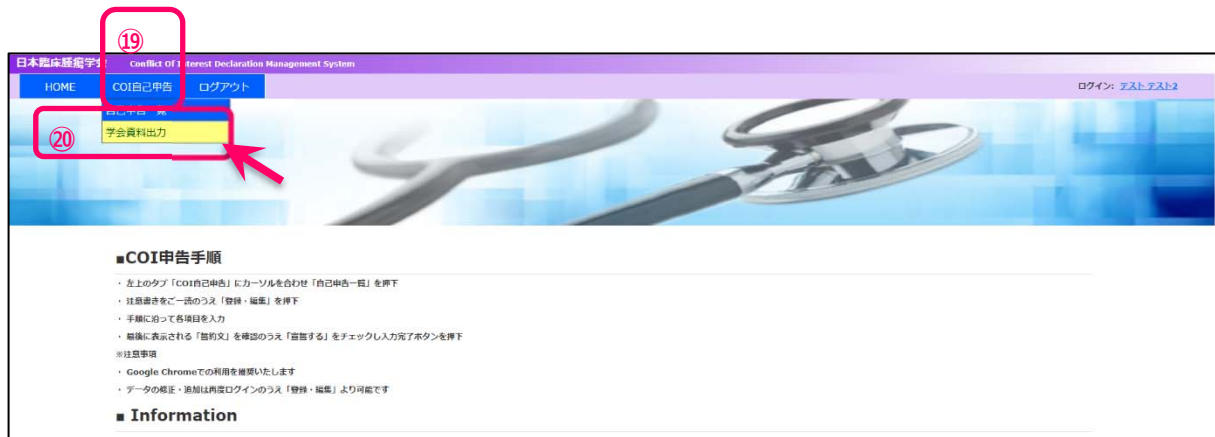 ⑲
日本臨床腫瘍学会 Conflict Of Interest Declaration Management System
HOME COI自己申告 ログアウト ログイン: テスト テスト2
自己申告一覧
⑳ 学会資料出力
■COI申告手順
・ 左上のタブ「COI自己申告」にカーソルを合わせ「自己申告一覧」を押下
・ 注意書きをご一読のうえ「登録・編集」を押下
・ 手順に沿って各項目を入力
・ 最後に表示される「誓約文」を確認のうえ「宣誓する」をチェックし入力完了ボタンを押下
※注意事項
・ Google Chromeでの利用を推奨いたします
・ データの修正・追加は再度ログインのうえ「登録・編集」より可能です
■ Information